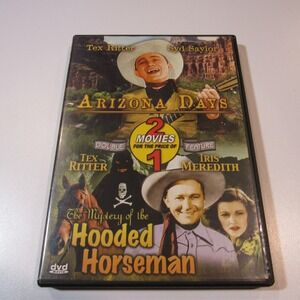 Tex Ritter Syd Saylor
ARIZONA DAYS
2
MOVIES
FOR THE PRICE OF
1
DOUBLE FEATURE
TEX RITTER
IRIS MEREDITH
The Mystery of the
HOODED HORSEMAN
DVD